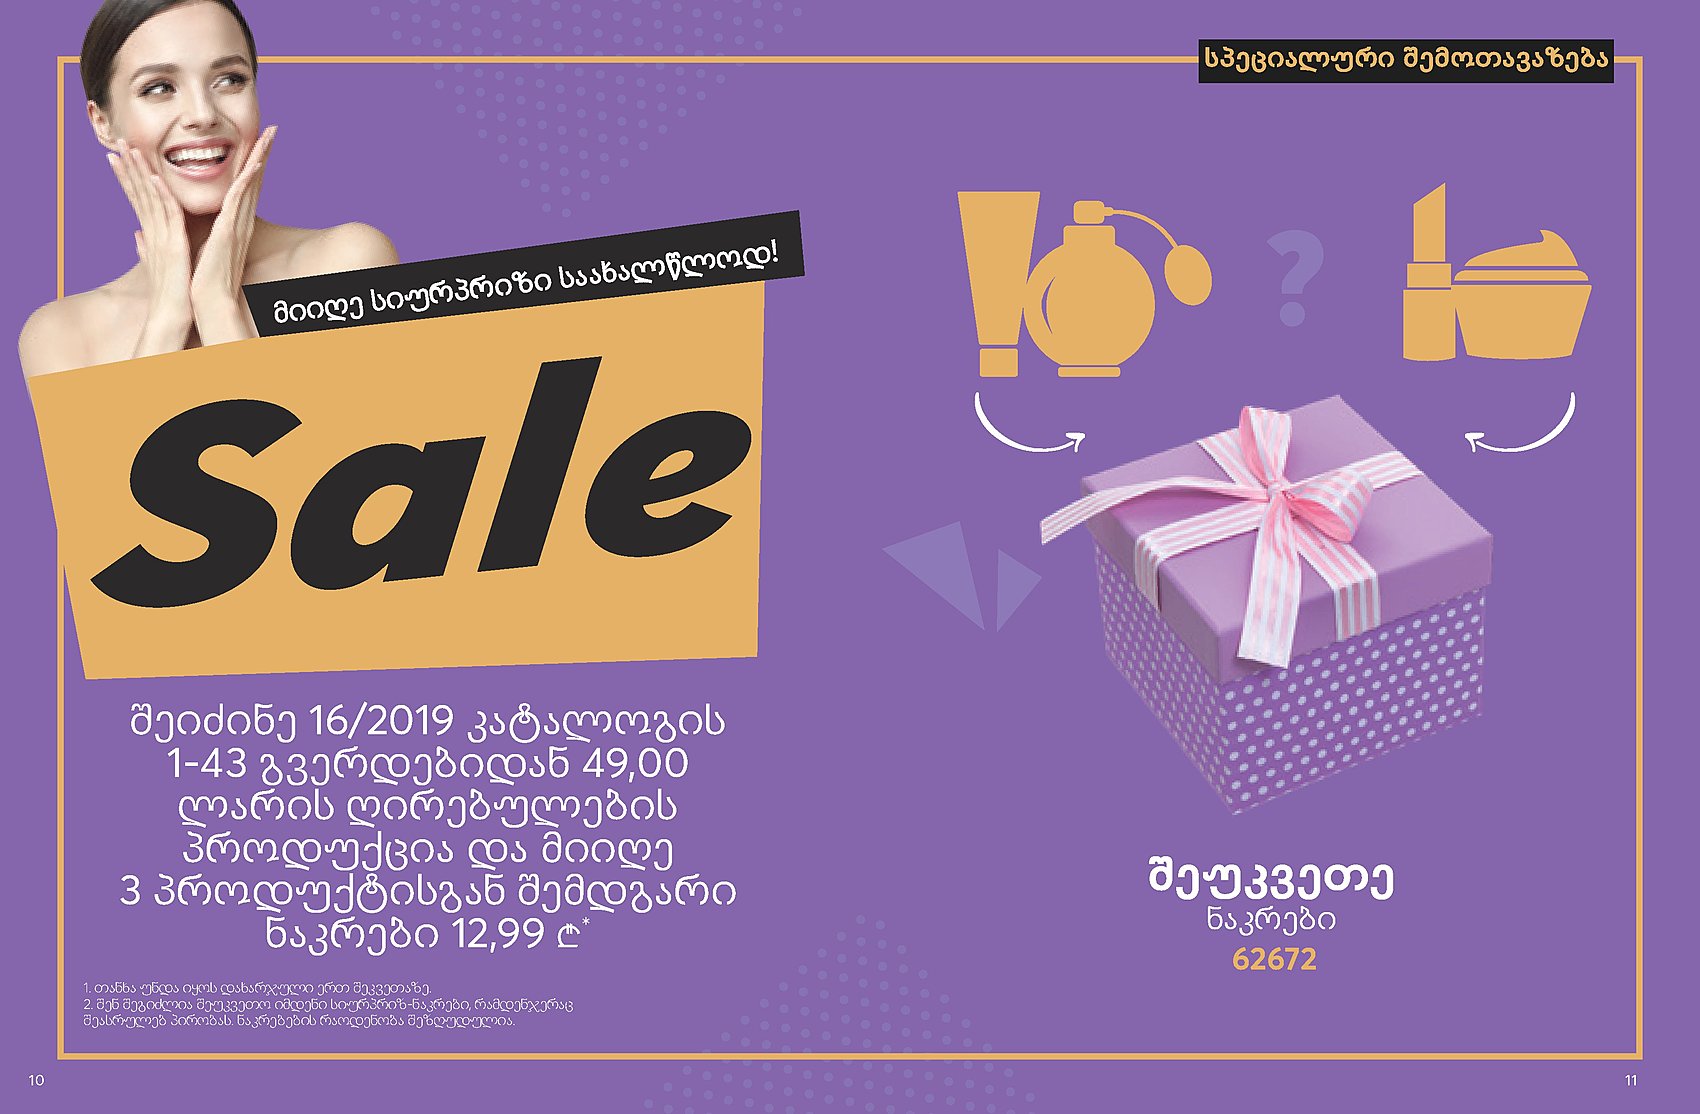 სპეციალური შემოთავაზება
მიიღე სიურპრიზი საახალწლოდ!
Sale
შეიძინე 16/2019 კატალოგის
1-43 გვერდებიდან 49,00
ლარის ღირებულების
პროდუქცია და მიიღე
3 პროდუქტისგან შემდგარი
ნაკრები 12,99 ₾*
1. თანხა უნდა იყოს დახარჯული ერთ შეკვეთაზე.
2. შენ შეგიძლია შეუკვეთო იმდენი სიურპრიზ-ნაკრები, რამდენჯერაც
შეასრულებ პირობას. ნაკრებების რაოდენობა შეზღუდულია.
?
შეუკვეთე
ნაკრები
62672
10
11